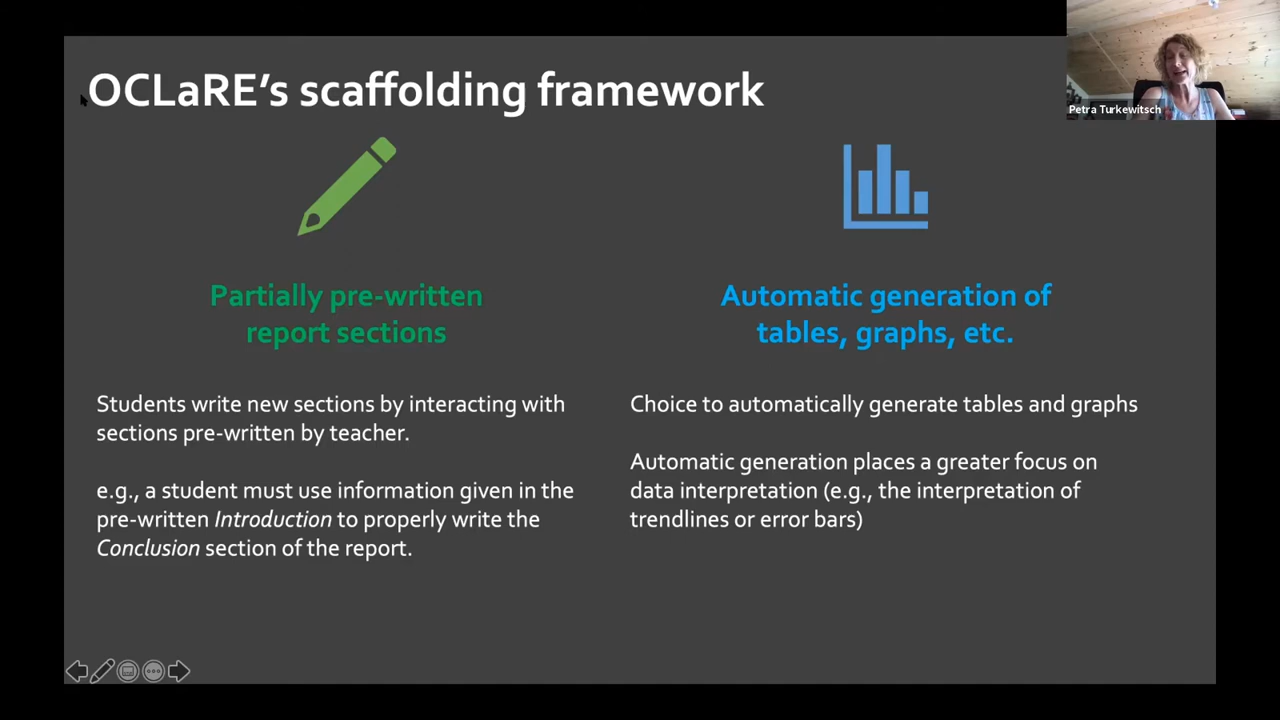 OCLaRE's scaffolding framework
Petra Turkewitsch
Partially pre-written
report sections
Students write new sections by interacting with
sections pre-written by teacher.
e.g., a student must use information given in the
pre-written Introduction to properly write the
Conclusion section of the report.
Automatic generation of
tables, graphs, etc.
Choice to automatically generate tables and graphs
Automatic generation places a greater focus on
data interpretation (e.g., the interpretation of
trendlines or error bars)